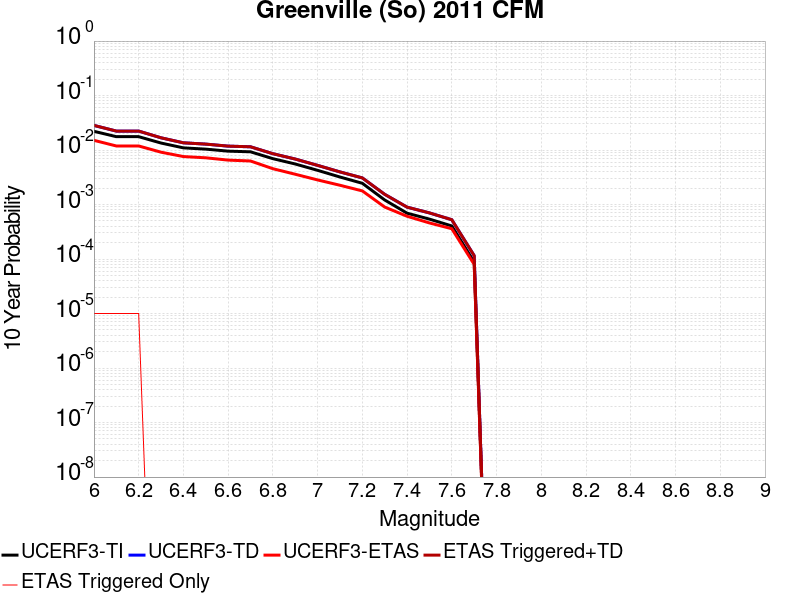 Greenville (So) 2011 CFM
10 Year Probability
10^0
10^-1
10^-2
10^-3
10^-4
10^-5
10^-6
10^-7
10^-8
6 6.2 6.4 6.6 6.8 7 7.2 7.4 7.6 7.8 8 8.2 8.4 8.6 8.8 9
Magnitude
UCERF3-TI UCERF3-TD UCERF3-ETAS ETAS Triggered+TD
ETAS Triggered Only